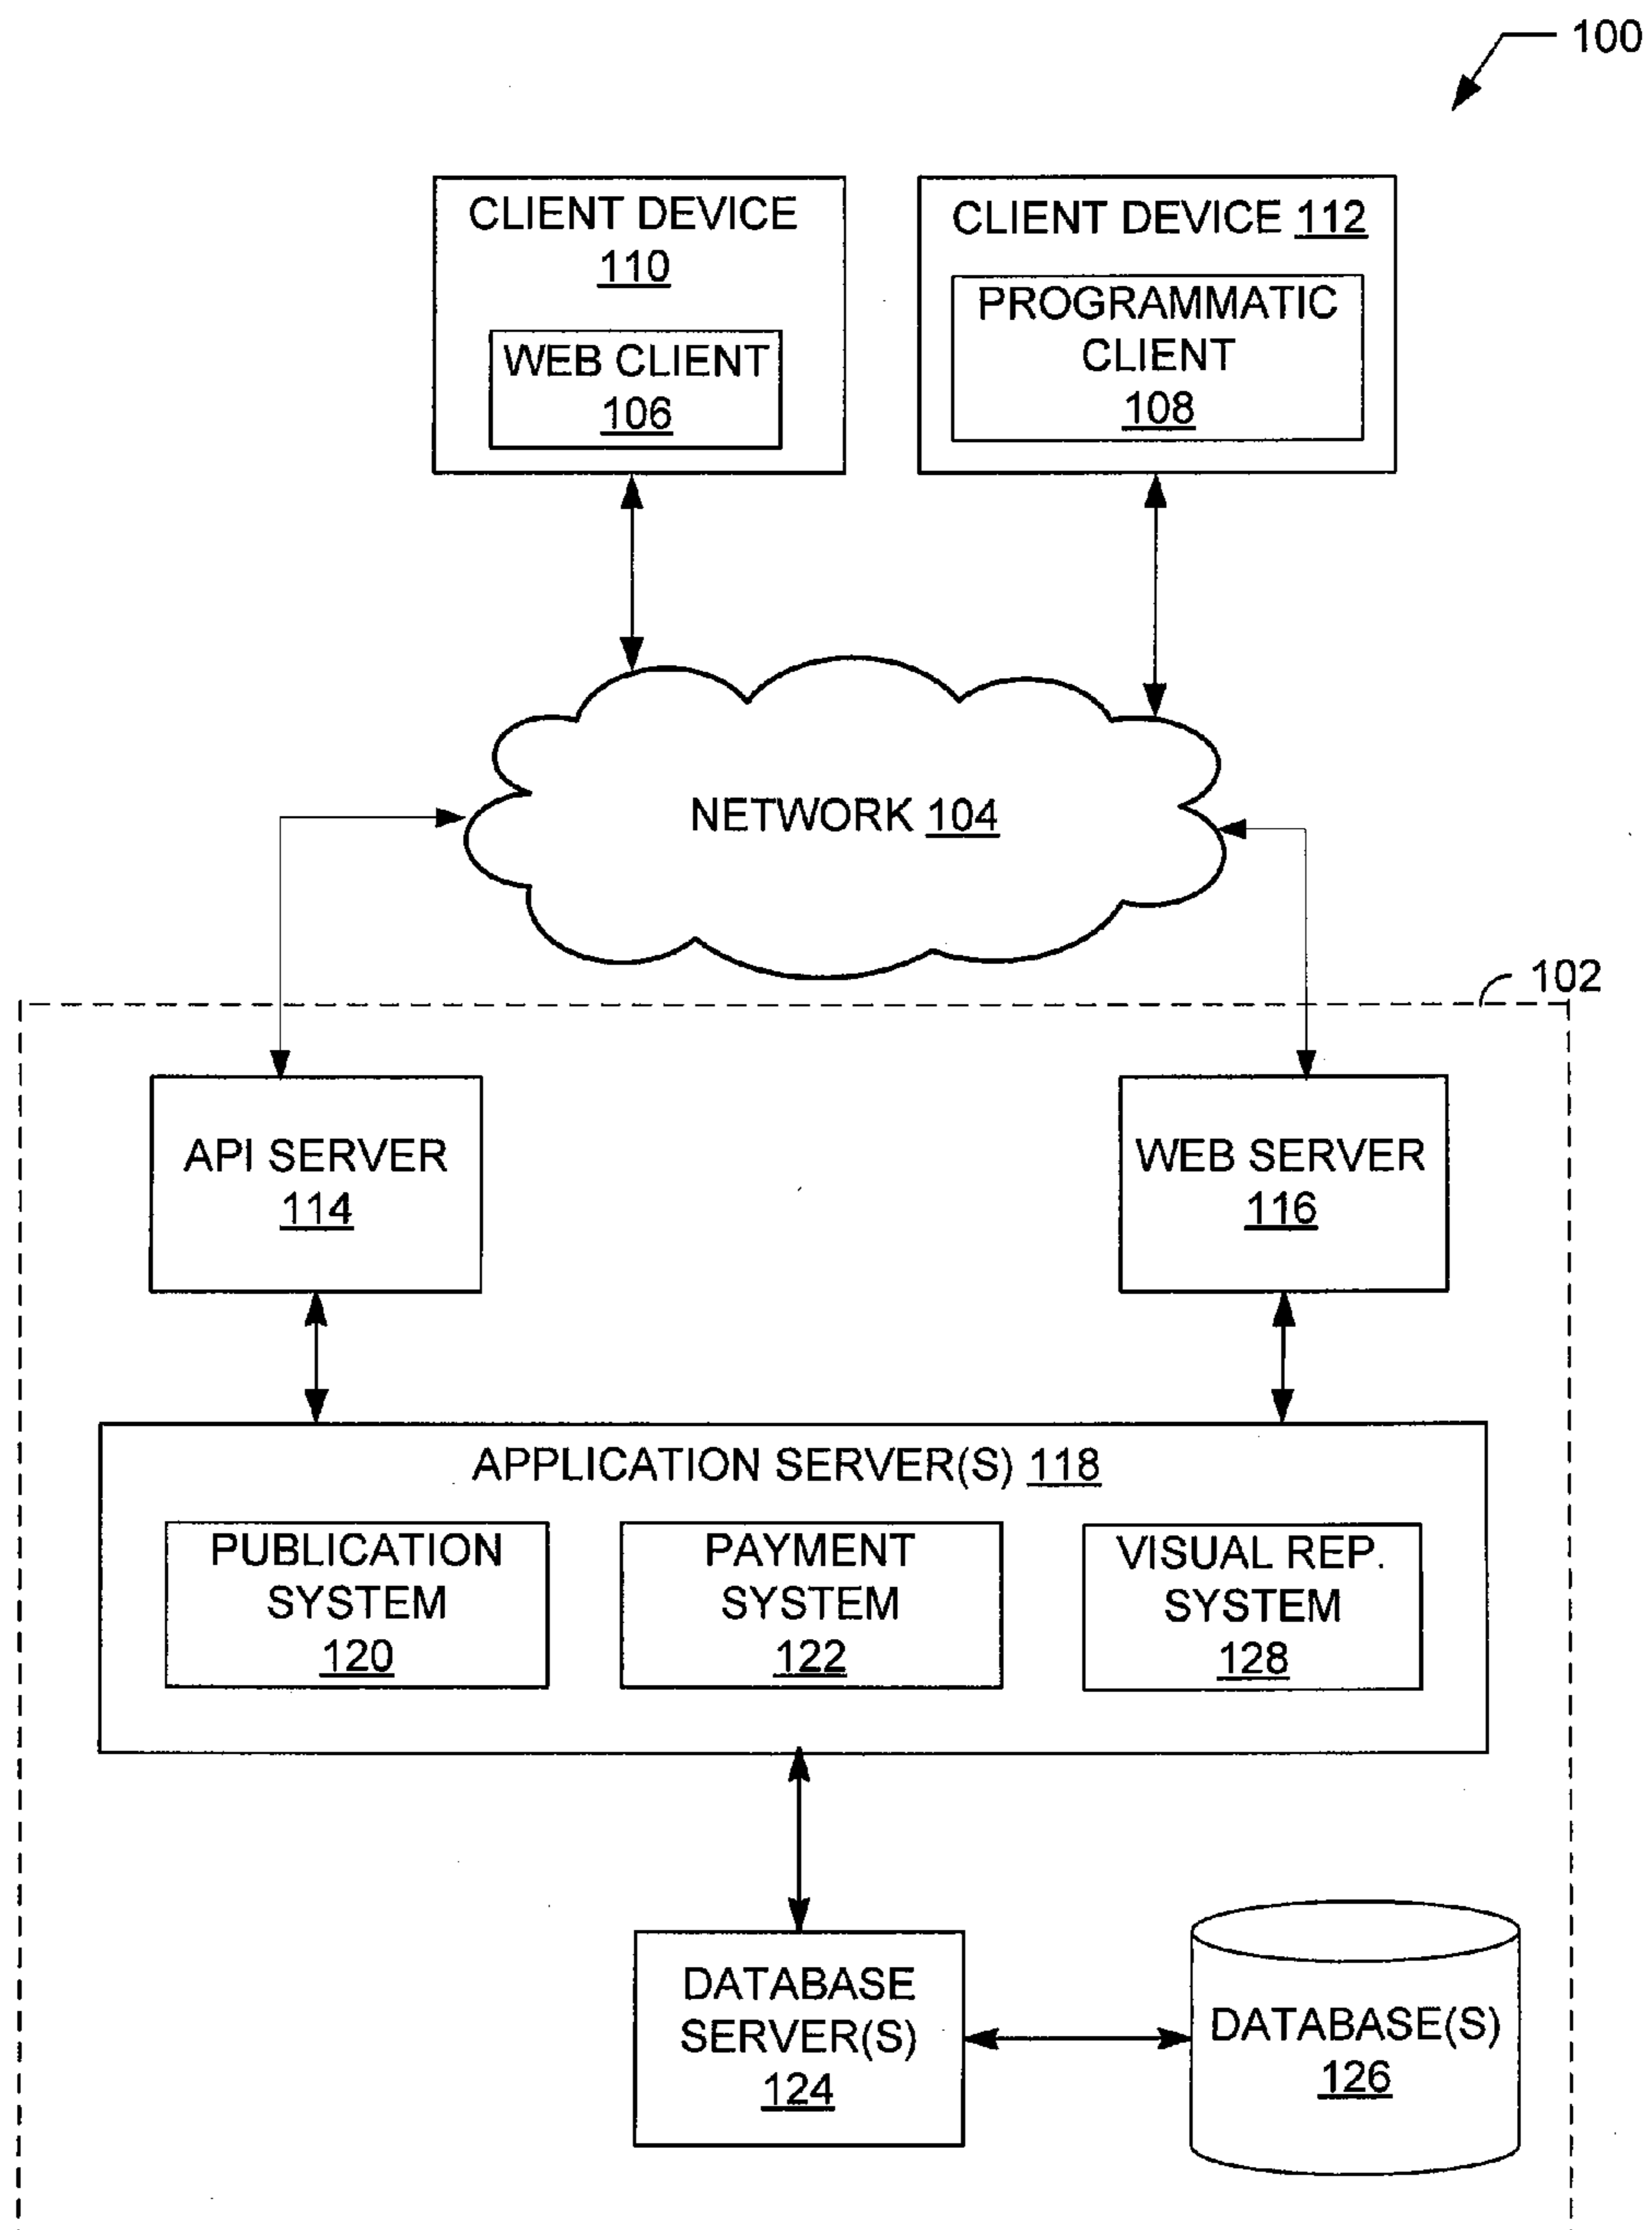 100
CLIENT DEVICE
110
WEB CLIENT
106
CLIENT DEVICE 112
PROGRAMMATIC
CLIENT
108
NETWORK 104
102
API SERVER
114
WEB SERVER
116
APPLICATION SERVER(S) 118
PUBLICATION
SYSTEM
120
PAYMENT
SYSTEM
122
VISUAL REP.
SYSTEM
128
DATABASE
SERVER(S)
124
DATABASE(S)
126